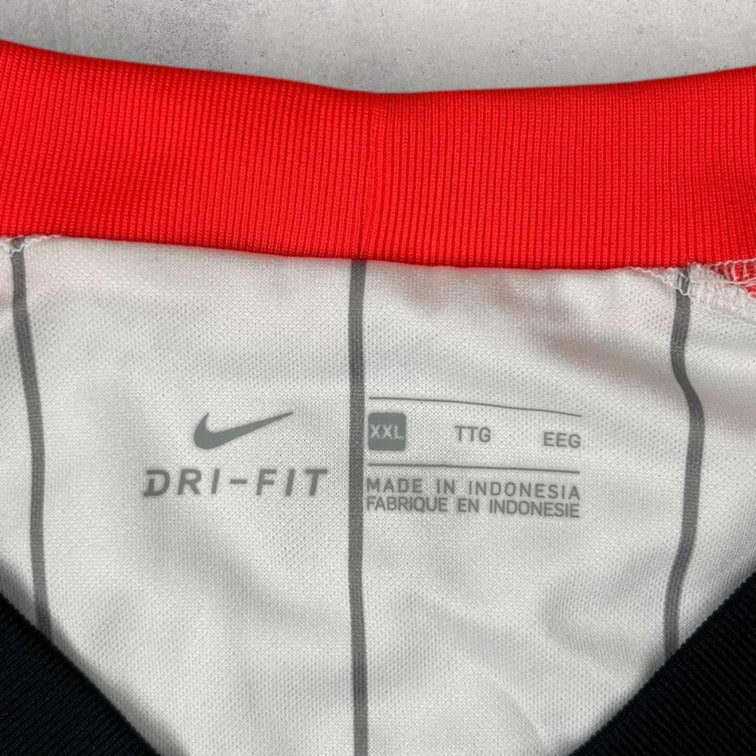 DRI-FIT
XXL TTG EEG
MADE IN INDONESIA
FABRIQUE EN INDONESIE